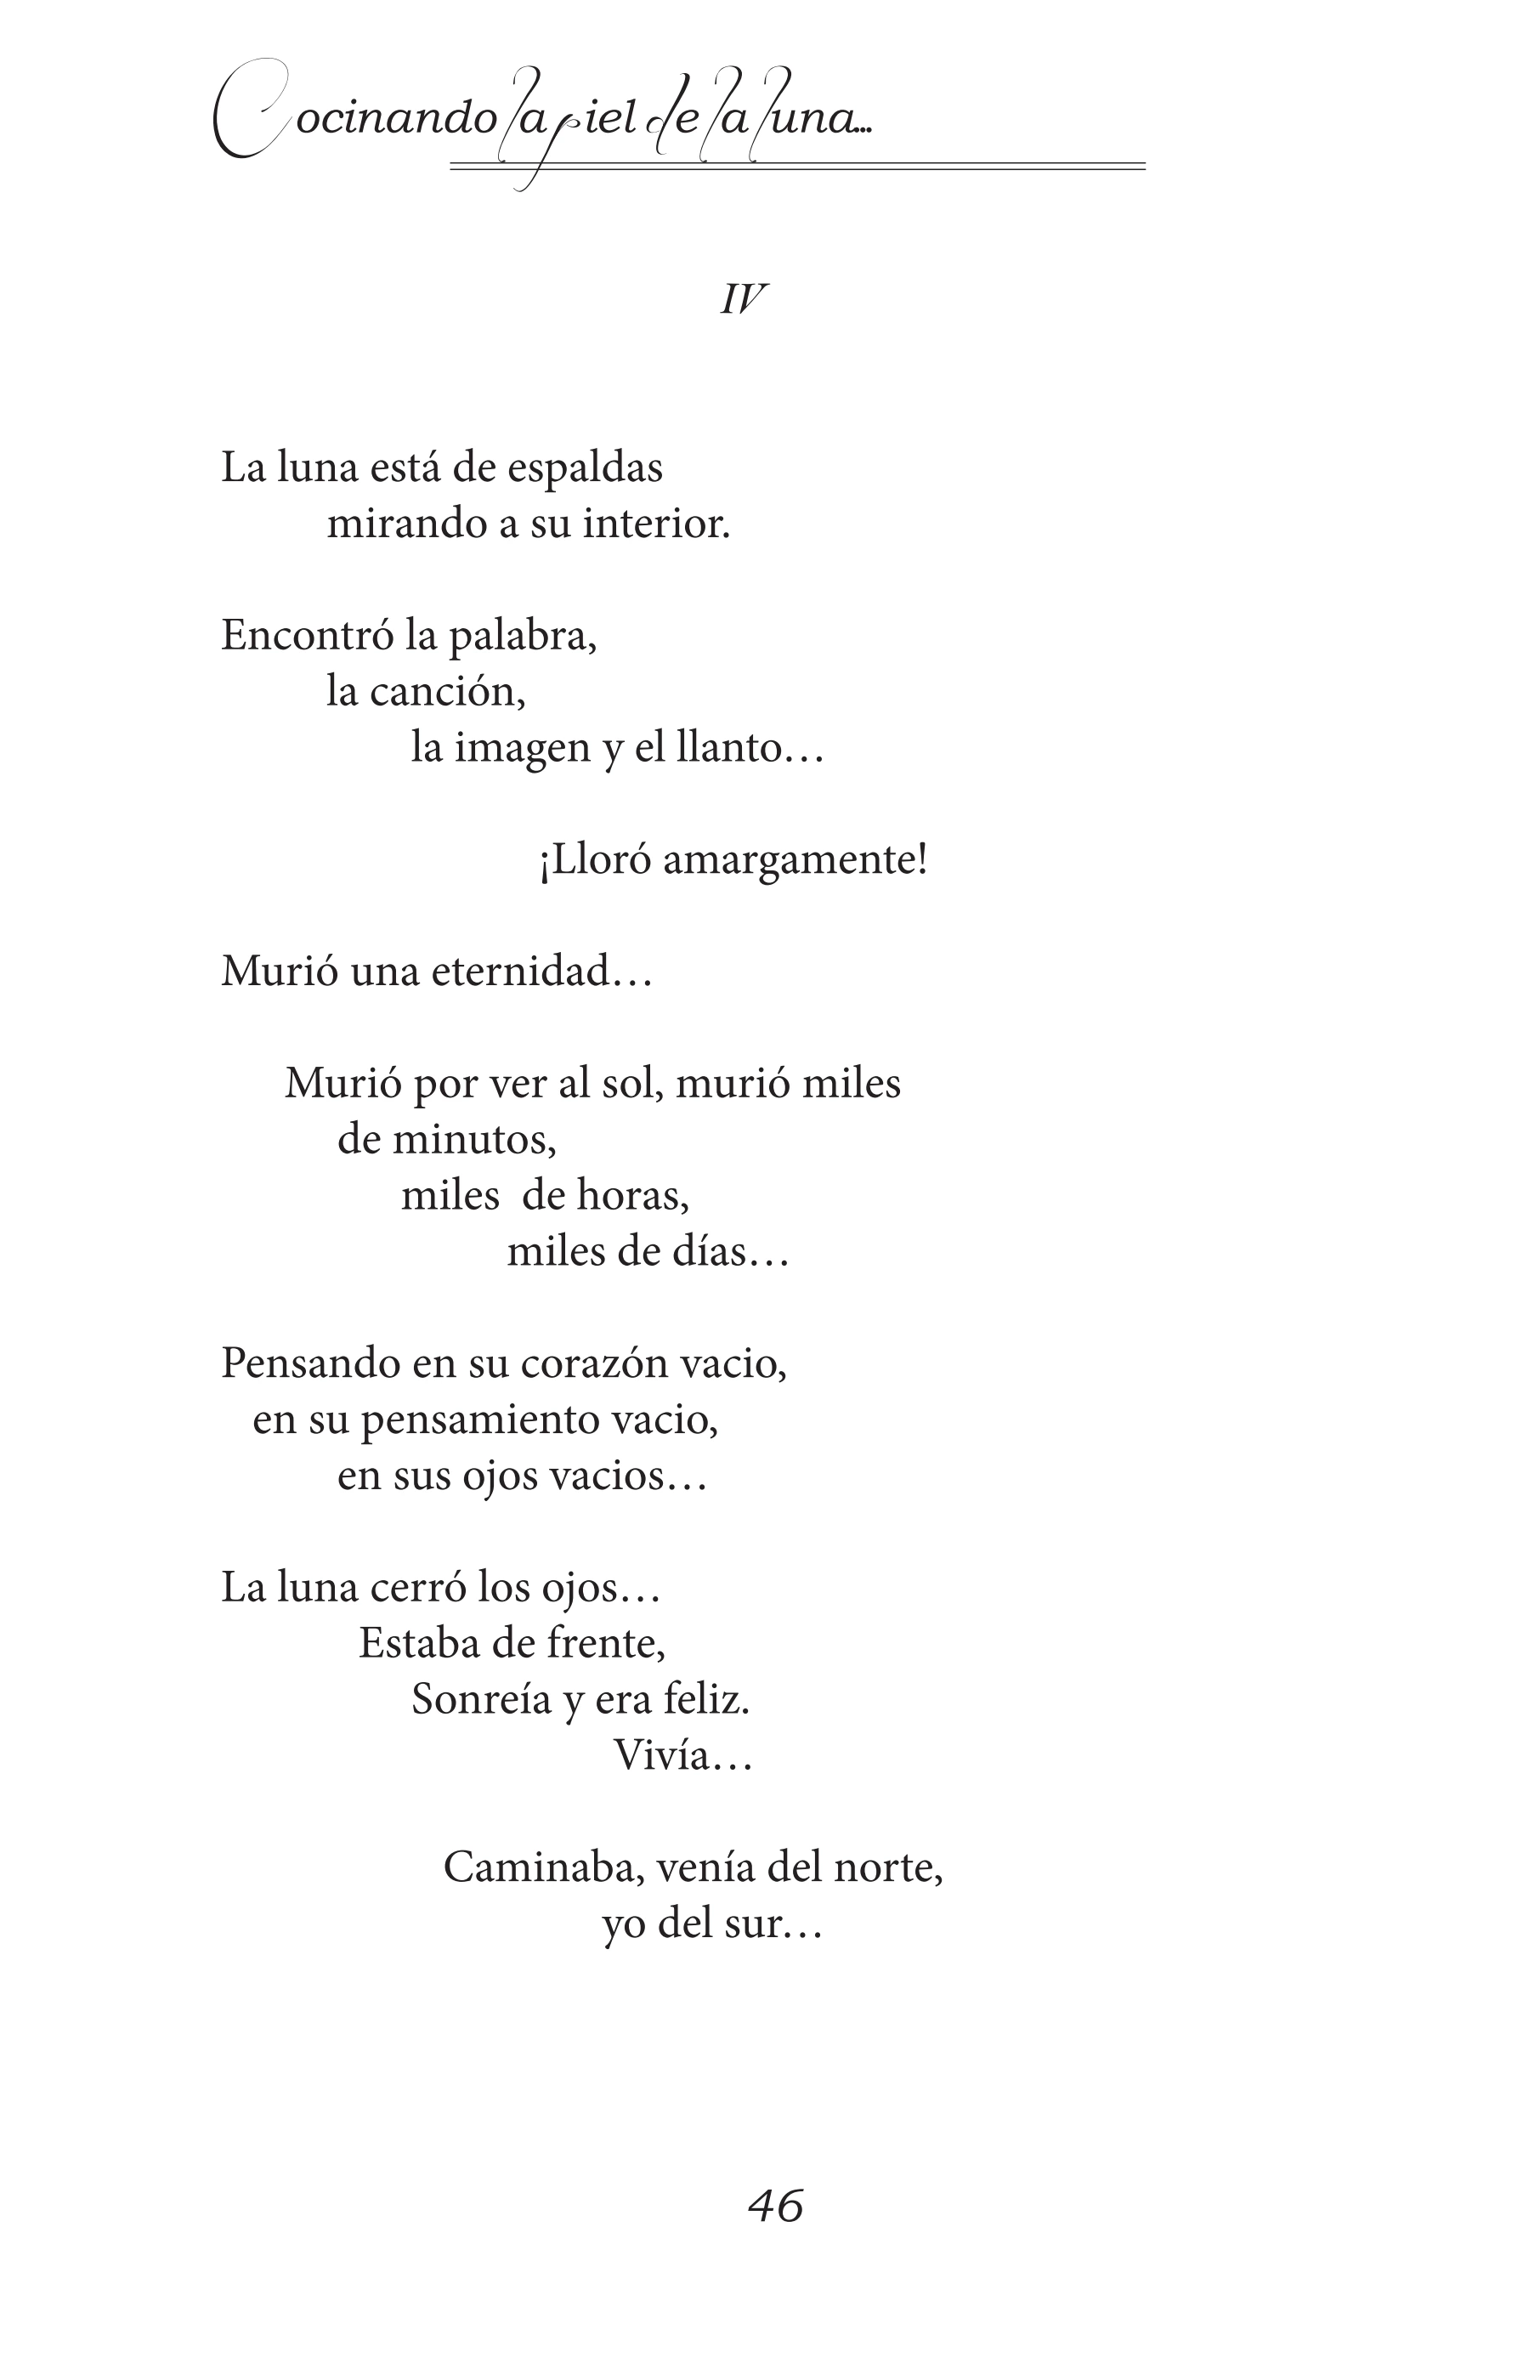 Cocinando la piel de la luna...
IV
La luna está de espaldas
mirando a su interior.
Encontró la palabra,
la canción,
la imagen y el llanto…
¡Lloró amargamente!
Murió una eternidad…
Murió por ver al sol, murió miles
de minutos,
miles  de horas,
miles de días…
Pensando en su corazón vacio,
en su pensamiento vacio,
en sus ojos vacios…
La luna cerró los ojos…
Estaba de frente,
Sonreía y era feliz.
Vivía…
Caminaba, venía del norte,
yo del sur…
46